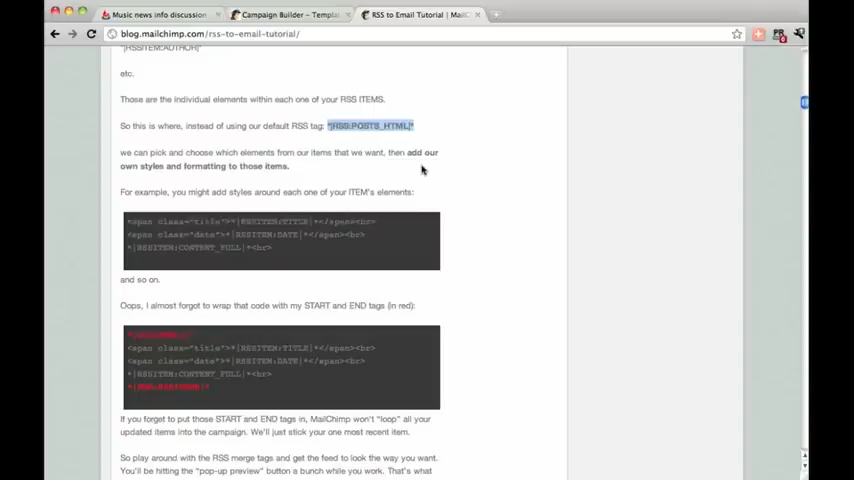 Music news info discussion
Campaign Builder - Templat
RSS to Email Tutorial | MailC
blog.mailchimp.com/rss-to-email-tutorial/
*|RSSITEM:AUTHOR|*
etc.
Those are the individual elements within each one of your RSS ITEMS.
So this is where, instead of using our default RSS tag: *|RSS:POSTS_HTML|*
we can pick and choose which elements from our items that we want, then add our
own styles and formatting to those items.
For example, you might add styles around each one of your ITEM's elements:
<span class="title">*|RSSITEM:TITLE|*</span><br>
<span class="date">*|RSSITEM:DATE|*</span><br>
*|RSSITEM:CONTENT_FULL|*<br>
and so on.
Oops, I almost forgot to wrap that code with my START and END tags (in red):
<span class="title">*|RSSITEM:TITLE|*</span><br>
<span class="date">*|RSSITEM:DATE|*</span><br>
*|RSSITEM:CONTENT_FULL|*<br>
If you forget to put those START and END tags in, MailChimp won't "loop" all your
updated items into the campaign. We'll just stick your one most recent item.
So play around with the RSS merge tags and get the feed to look the way you want.
You'll be hitting the "pop-up preview" button a bunch while you work. That's what